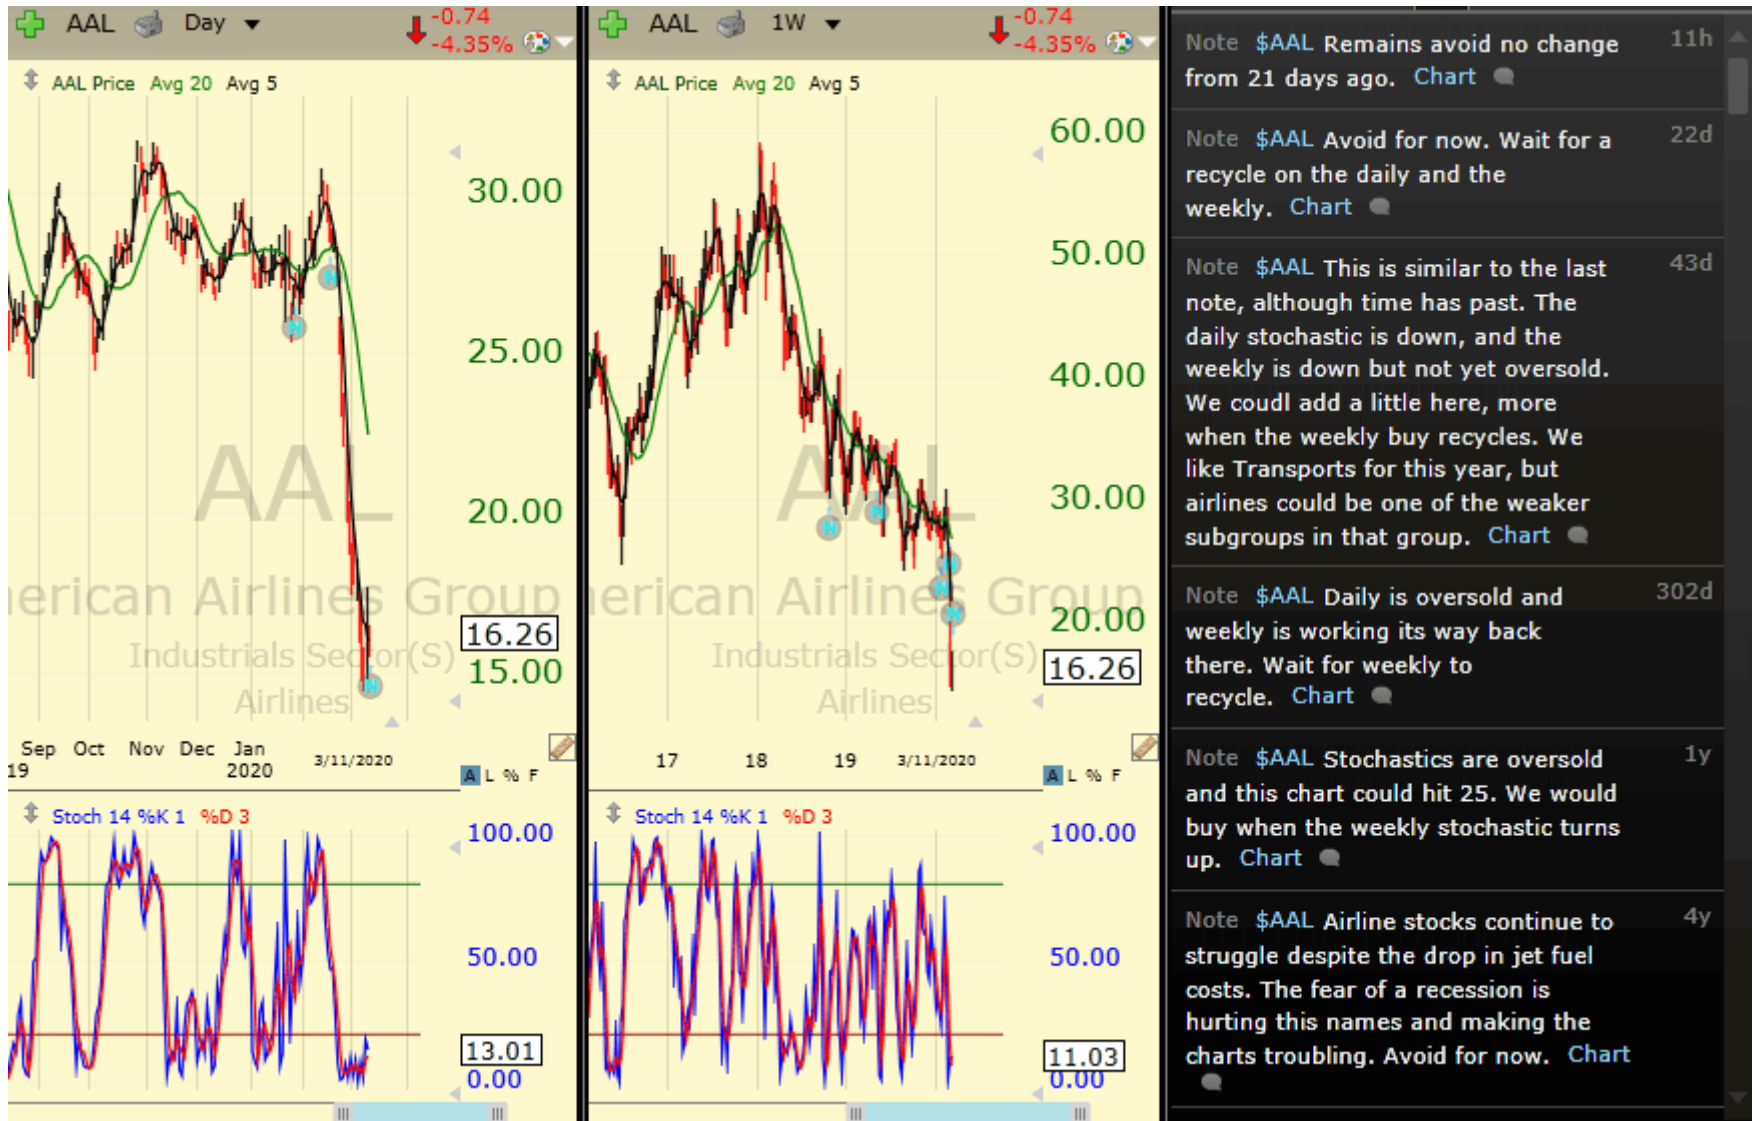 AAL Day -0.74
-4.35%
AAL Price Avg 20 Avg 5
30.00
25.00
20.00
15.00
16.26
AAL
erican Airlines Group
Industrials Sector(S)
Airlines
N
N
N
Sep Oct Nov Dec Jan 3/11/2020
19 2020
A L % F
Stoch 14 %K 1 %D 3
100.00
50.00
13.01
0.00
AAL 1W -0.74
-4.35%
AAL Price Avg 20 Avg 5
60.00
50.00
40.00
30.00
20.00
16.26
AAL
erican Airlines Group
Industrials Sector(S)
Airlines
N
N
N
N
N
17 18 19 3/11/2020
A L % F
Stoch 14 %K 1 %D 3
100.00
50.00
11.03
0.00
Note $AAL Remains avoid no change 11h
from 21 days ago. Chart
Note $AAL Avoid for now. Wait for a 22d
recycle on the daily and the
weekly. Chart
Note $AAL This is similar to the last 43d
note, although time has past. The
daily stochastic is down, and the
weekly is down but not yet oversold.
We coudl add a little here, more
when the weekly buy recycles. We
like Transports for this year, but
airlines could be one of the weaker
subgroups in that group. Chart
Note $AAL Daily is oversold and 302d
weekly is working its way back
there. Wait for weekly to
recycle. Chart
Note $AAL Stochastics are oversold 1y
and this chart could hit 25. We would
buy when the weekly stochastic turns
up. Chart
Note $AAL Airline stocks continue to 4y
struggle despite the drop in jet fuel
costs. The fear of a recession is
hurting this names and making the
charts troubling. Avoid for now. Chart